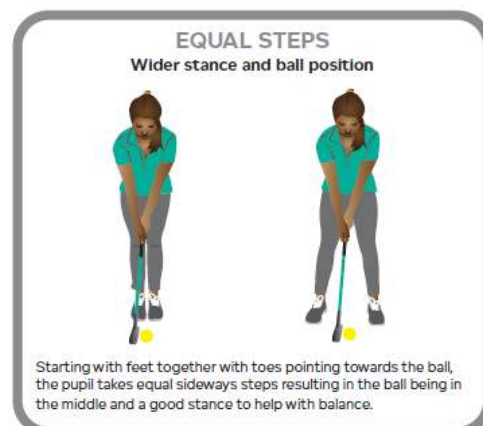 EQUAL STEPS
Wider stance and ball position
Starting with feet together with toes pointing towards the ball,
the pupil takes equal sideways steps resulting in the ball being in
the middle and a good stance to help with balance.